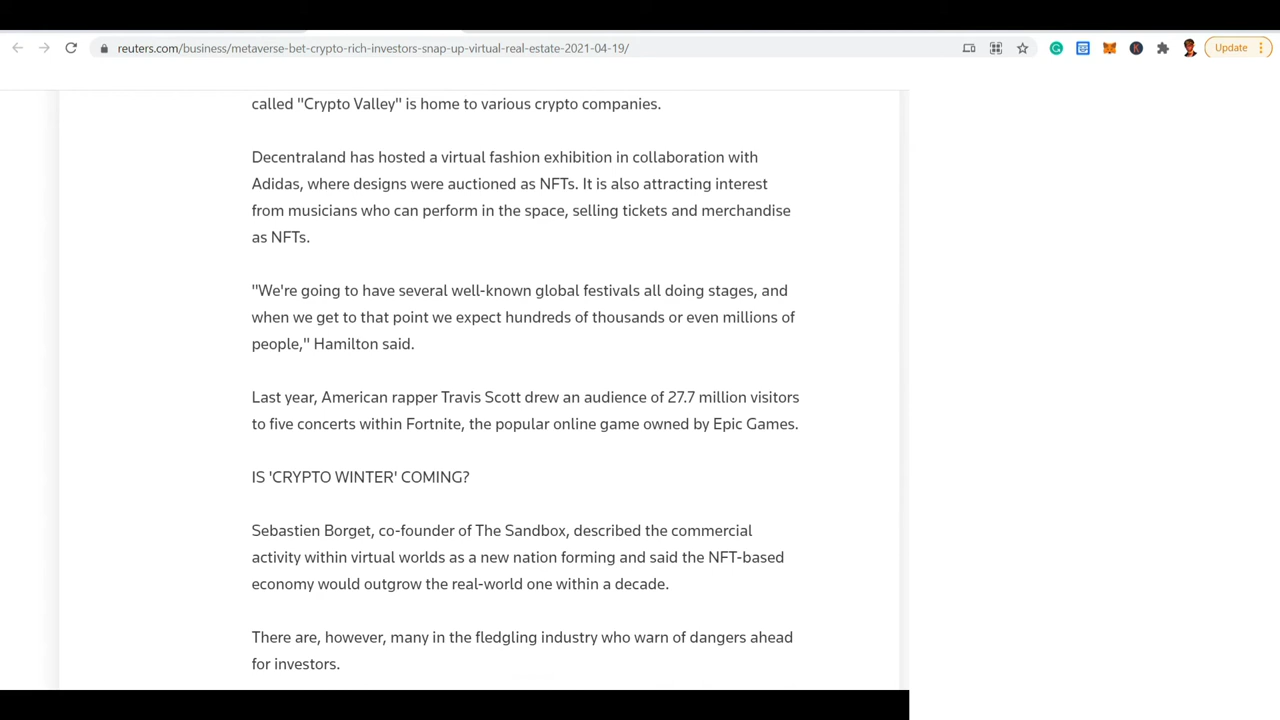 reuters.com/business/metaverse-bet-crypto-rich-investors-snap-up-virtual-real-estate-2021-04-19/
Update
called "Crypto Valley" is home to various crypto companies.
Decentraland has hosted a virtual fashion exhibition in collaboration with
Adidas, where designs were auctioned as NFTs. It is also attracting interest
from musicians who can perform in the space, selling tickets and merchandise
as NFTs.
"We're going to have several well-known global festivals all doing stages, and
when we get to that point we expect hundreds of thousands or even millions of
people," Hamilton said.
Last year, American rapper Travis Scott drew an audience of 27.7 million visitors
to five concerts within Fortnite, the popular online game owned by Epic Games.
IS 'CRYPTO WINTER' COMING?
Sebastien Borget, co-founder of The Sandbox, described the commercial
activity within virtual worlds as a new nation forming and said the NFT-based
economy would outgrow the real-world one within a decade.
There are, however, many in the fledgling industry who warn of dangers ahead
for investors.